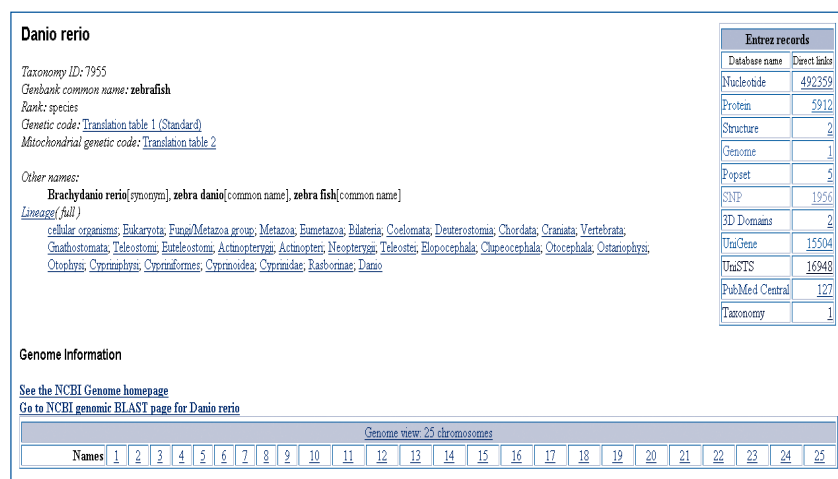 Danio rerio
Taxonomy ID: 7955
Genbank common name: zebrafish
Rank: species
Genetic code: Translation table 1 (Standard)
Mitochondrial genetic code: Translation table 2
Other names:
Brachydanio rerio[synonym], zebra danio[common name], zebra fish[common name]
Lineage( full )
cellular organisms; Eukaryota; Fungi/Metazoa group; Metazoa; Eumetazoa; Bilateria; Coelomata; Deuterostomia; Chordata; Craniata; Vertebrata;
Gnathostomata; Teleostomi; Euteleostomi; Actinopterygii; Actinopteri; Neopterygii; Teleostei; Elopocephala; Clupeocephala; Otocephala; Ostariophysi;
Otophysi; Cypriniphysi; Cypriniformes; Cyprinoidea; Cyprinidae; Rasborinae; Danio
Entrez records
Database name Direct links
Nucleotide 492359
Protein 5912
Structure 2
Genome 1
Popset 5
SNP 1956
3D Domains 2
UniGene 15504
UniSTS 16948
PubMed Central 127
Taxonomy 1
Genome Information
See the NCBI Genome homepage
Go to NCBI genomic BLAST page for Danio rerio
Genome view: 25 chromosomes
Names 1 2 3 4 5 6 7 8 9 10 11 12 13 14 15 16 17 18 19 20 21 22 23 24 25